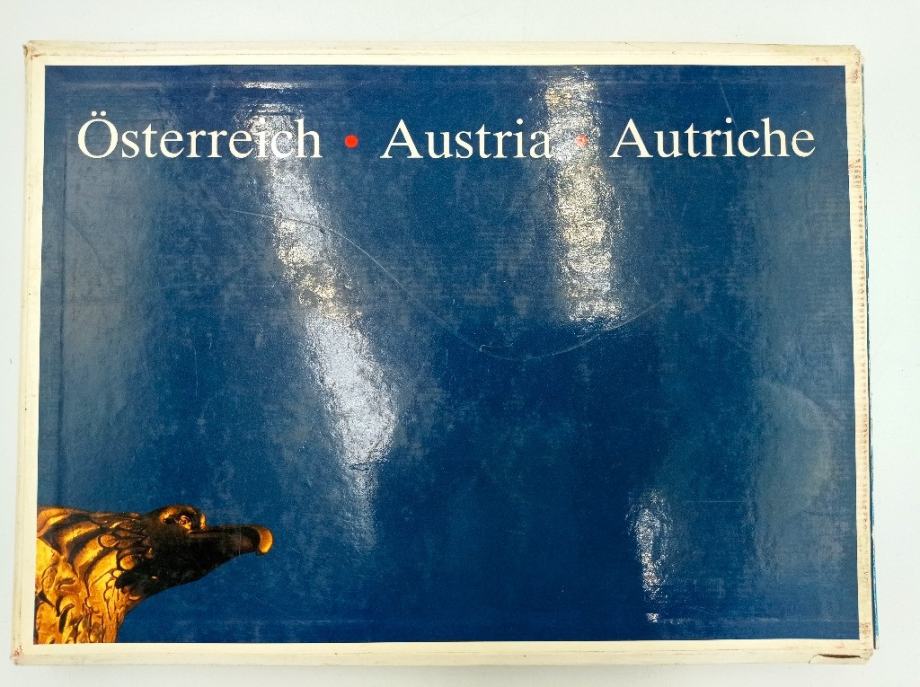 Österreich • Austria • Autriche